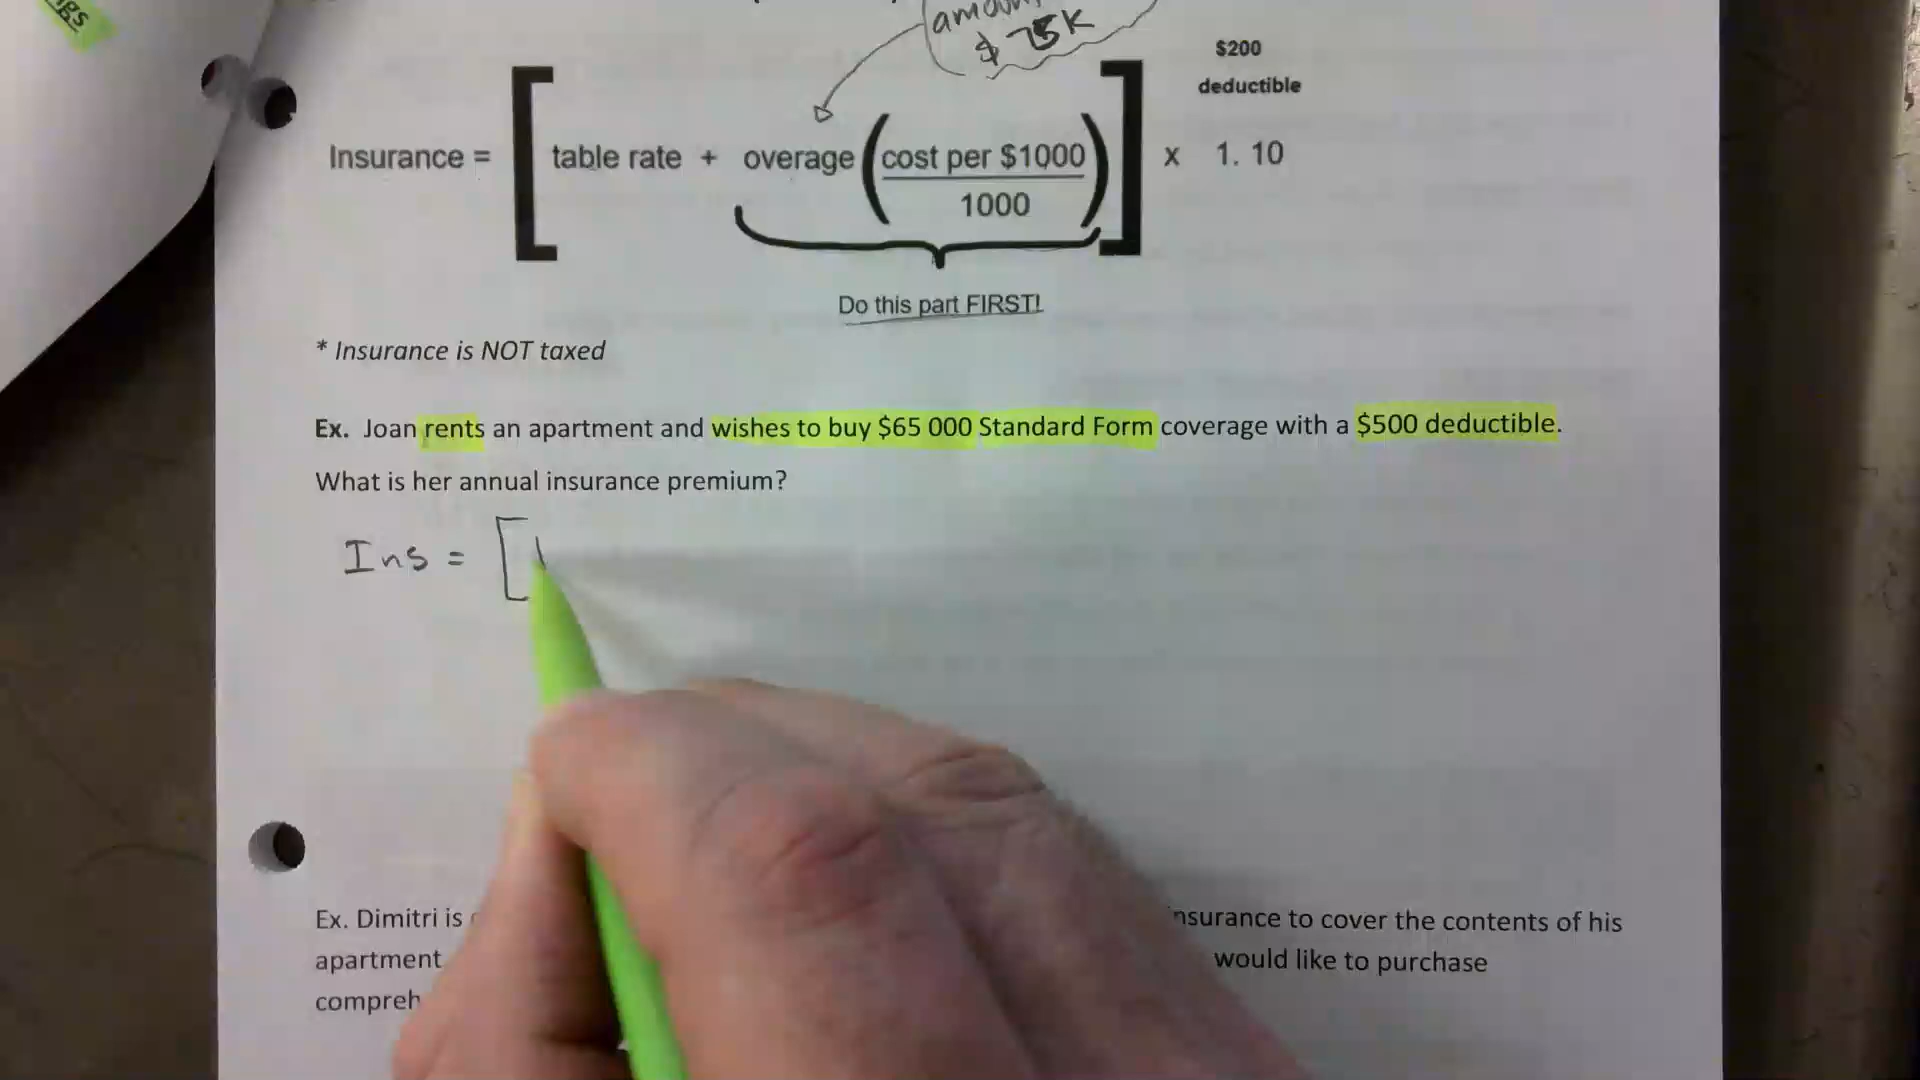 $ 75K
$200
deductible
Insurance = [ table rate + overage ( cost per $1000 / 1000 ) ] x 1. 10
Do this part FIRST!
* Insurance is NOT taxed
Ex. Joan rents an apartment and wishes to buy $65 000 Standard Form coverage with a $500 deductible.
What is her annual insurance premium?
Ins = [
Ex. Dimitri is insurance to cover the contents of his
apartment would like to purchase